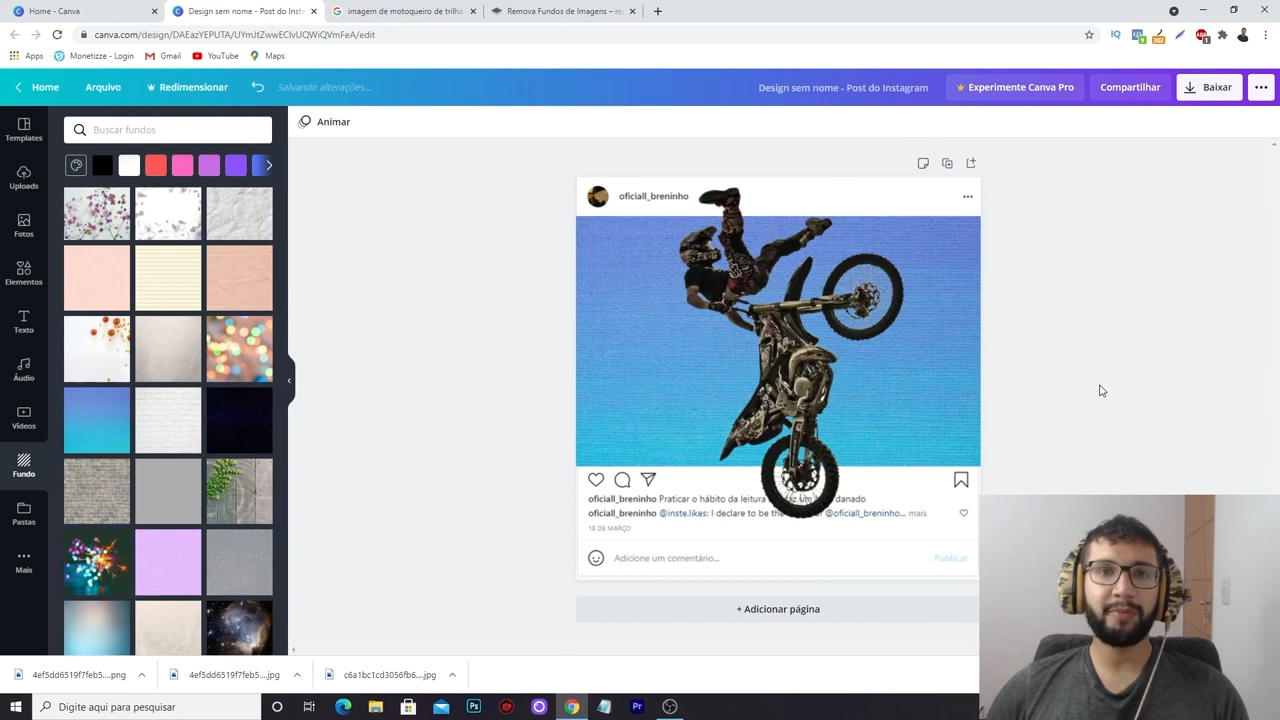 Home - Canva
Design sem nome - Post do Insta
imagem de motoqueiro de trilha
Remova Fundos de Imagens – re
canva.com/design/DAEazYEPUTA/UYmJtZwwECIvUQWiQVmFeA/edit
Apps
Monetizze - Login
Gmail
YouTube
Maps
Home
Arquivo
Redimensionar
Salvando alterações...
Design sem nome - Post do Instagram
Experimente Canva Pro
Compartilhar
Baixar
Templates
Uploads
Fotos
Elementos
Texto
Áudio
Vídeos
Fundo
Pastas
Mais
Buscar fundos
Animar
oficiall_breninho
oficiall_breninho Praticar o hábito da leitura faz um danado
oficiall_breninho @inste.likes: I declare to be the @oficiall_breninho... mais
18 DE MARÇO
Adicione um comentário...
Publicar
+ Adicionar página
4ef5dd6519f7feb5....png
4ef5dd6519f7feb5....jpg
c6a1bc1cd3056fb6....jpg
Digite aqui para pesquisar